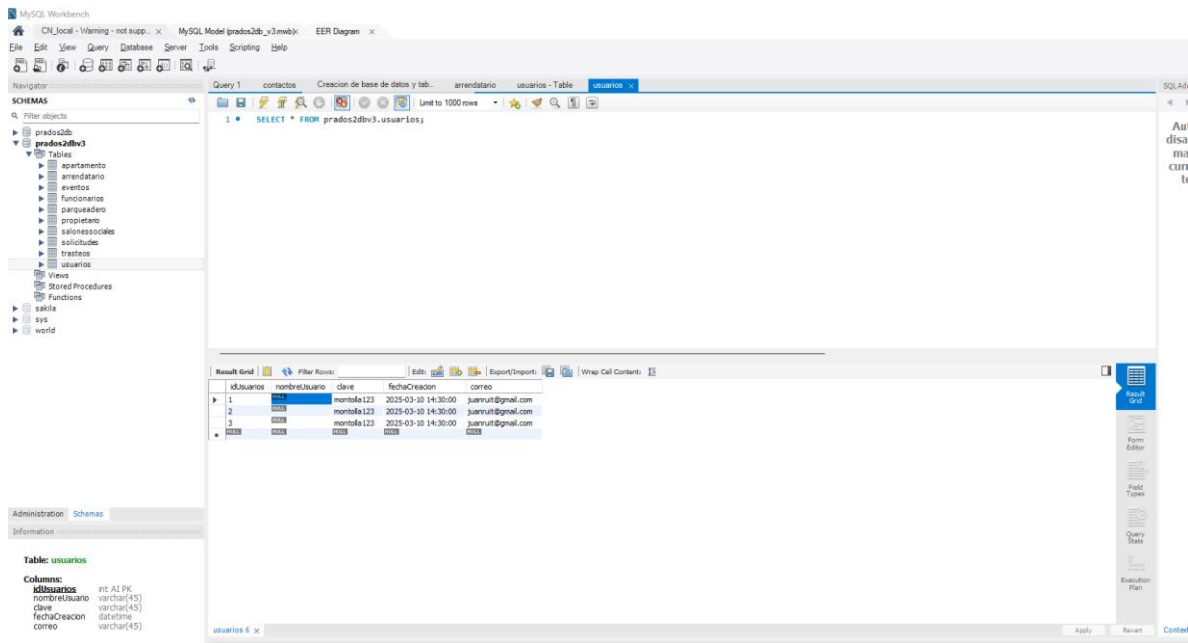 MySQL Workbench
CN_local - Warning - not supp... x MySQL Model (prados2db_v3.mwb) x EER Diagram x
File Edit View Query Database Server Tools Scripting Help
Navigator
SCHEMAS
Filter objects
prados2db
prados2dbv3
Tables
apartamento
arrendatario
eventos
funcionarios
parqueadero
propietario
salonessociales
solicitudes
trasteos
usuarios
Views
Stored Procedures
Functions
sakila
sys
world
Administration Schemas
Information
Table: usuarios
Columns:
idUsuarios int AI PK
nombreUsuario varchar(45)
clave varchar(45)
fechaCreacion datetime
correo varchar(45)
Query 1 contactos Creacion de base de datos y tab... arrendatario usuarios - Table usuarios x
Limit to 1000 rows
1 SELECT * FROM prados2dbv3.usuarios;
Result Grid Filter Rows: Edit: Export/Import: Wrap Cell Content:
idUsuarios nombreUsuario clave fechaCreacion correo
1 NULL montolla123 2025-03-10 14:30:00 juanruit@gmail.com
2 NULL montolla123 2025-03-10 14:30:00 juanruit@gmail.com
3 NULL montolla123 2025-03-10 14:30:00 juanruit@gmail.com
NULL NULL NULL NULL NULL
Result
Grid
Form
Editor
Field
Types
Query
Stats
Execution
Plan
usuarios 6 x
Apply Revert Context
SQLAd
Aut
disa
ma
curr
to